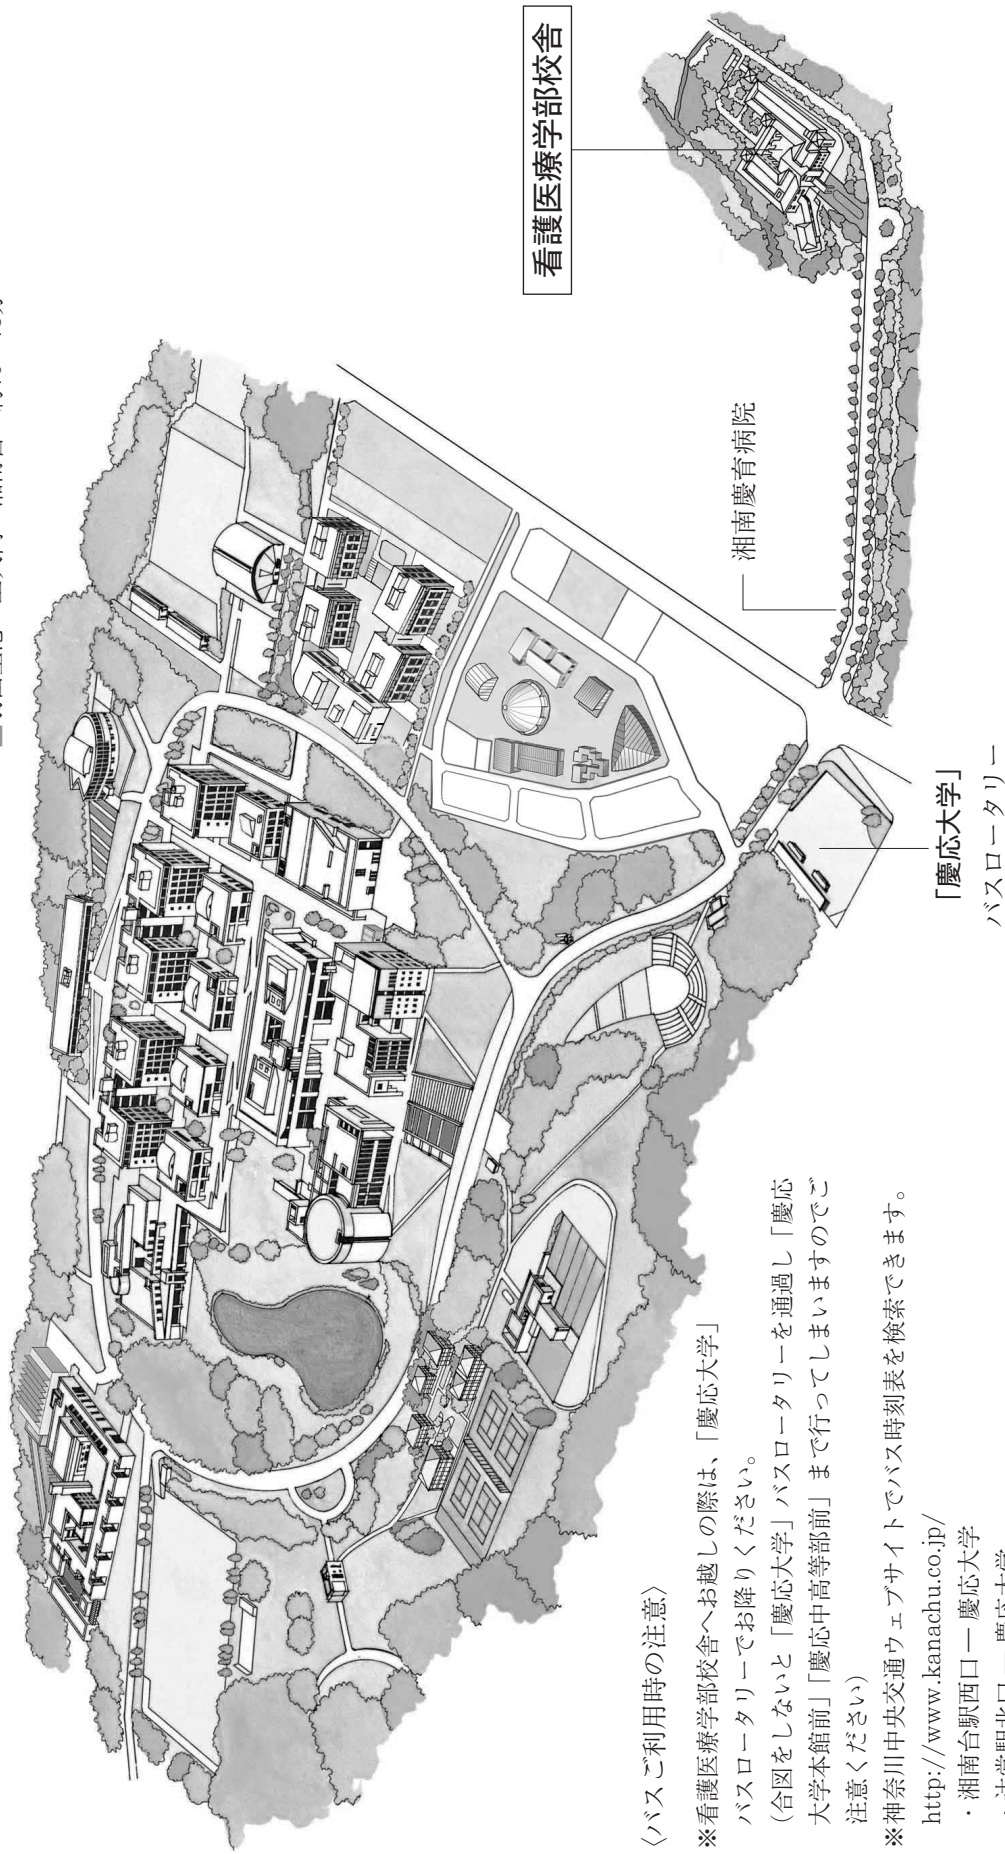 看護医療学部校舎
湘南慶育病院
「慶応大学」
バスロータリー
〈バスご利用時の注意〉
※看護医療学部校舎へお越しの際は、「慶応大学」
バスロータリーでお降りください。
(合図をしないと「慶応大学」バスロータリーを通過し「慶応
大学本館前」「慶応中高等部前」まで行ってしまいますのでご
注意ください)
※神奈川中央交通ウェブサイトでバス時刻表を検索できます。
http://www.kanachu.co.jp/
・湘南台駅西口 ー 慶応大学